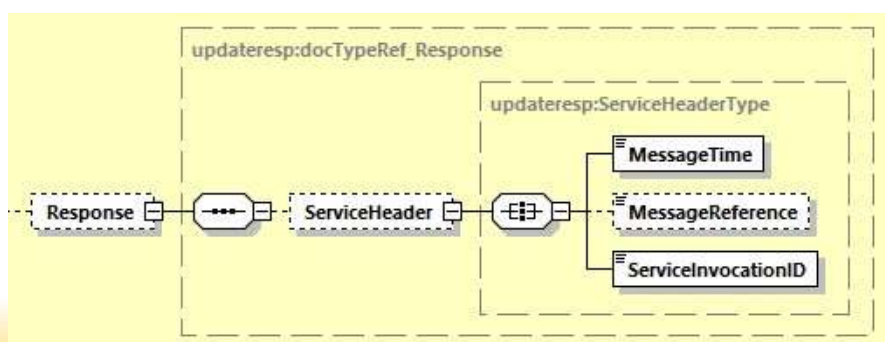 updateresp:docTypeRef_Response
updateresp:ServiceHeaderType
MessageTime
Response
ServiceHeader
MessageReference
ServiceInvocationID